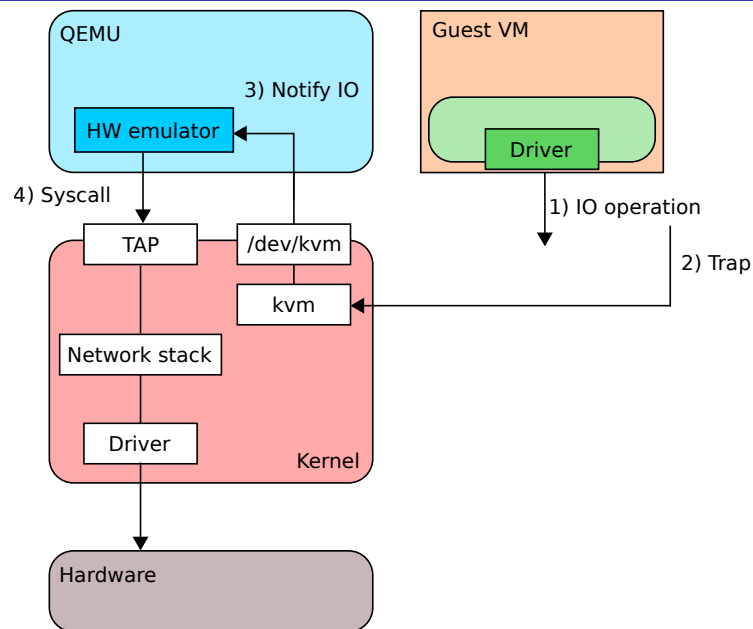 QEMU
Guest VM
3) Notify IO
HW emulator
Driver
4) Syscall
1) IO operation
TAP
/dev/kvm
2) Trap
kvm
Network stack
Driver
Kernel
Hardware